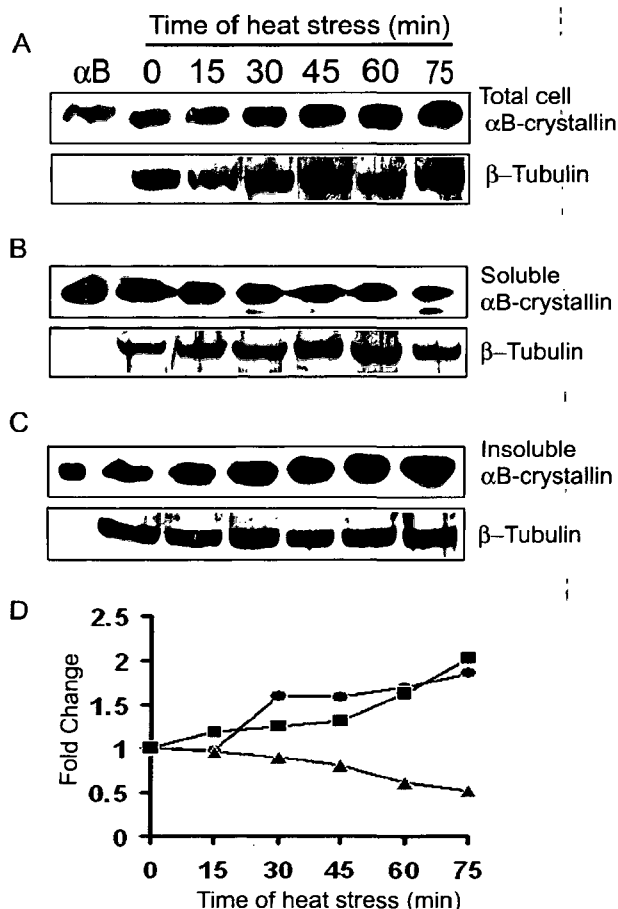 A
Time of heat stress (min)
αB 0 15 30 45 60 75
Total cell
αB-crystallin
β–Tubulin
B
Soluble
αB-crystallin
β–Tubulin
C
Insoluble
αB-crystallin
β–Tubulin
D
2.5
2
1.5
1
0.5
0
Fold Change
0 15 30 45 60 75
Time of heat stress (min)